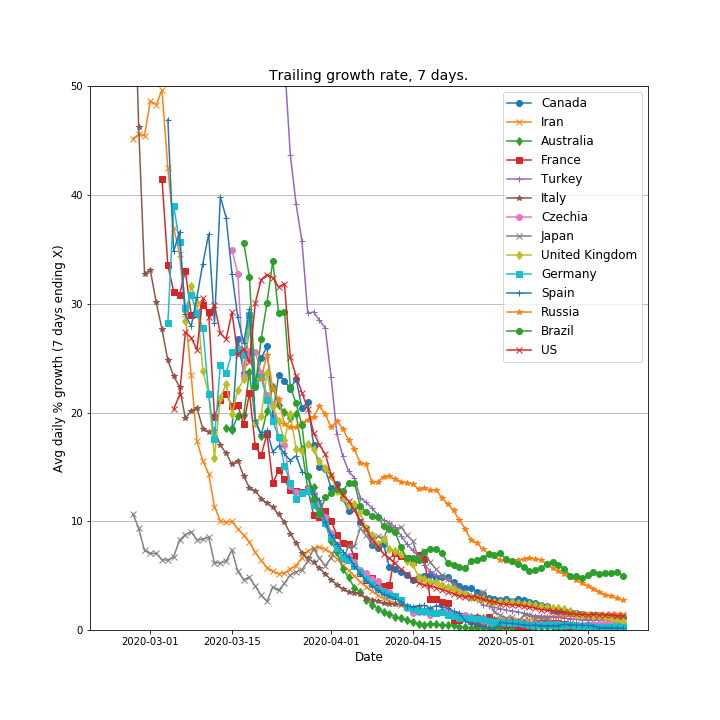 Trailing growth rate, 7 days.
Avg daily % growth (7 days ending X)
50
40
30
20
10
0
Canada
Iran
Australia
France
Turkey
Italy
Czechia
Japan
United Kingdom
Germany
Spain
Russia
Brazil
US
2020-03-01 2020-03-15 2020-04-01 2020-04-15 2020-05-01 2020-05-15
Date